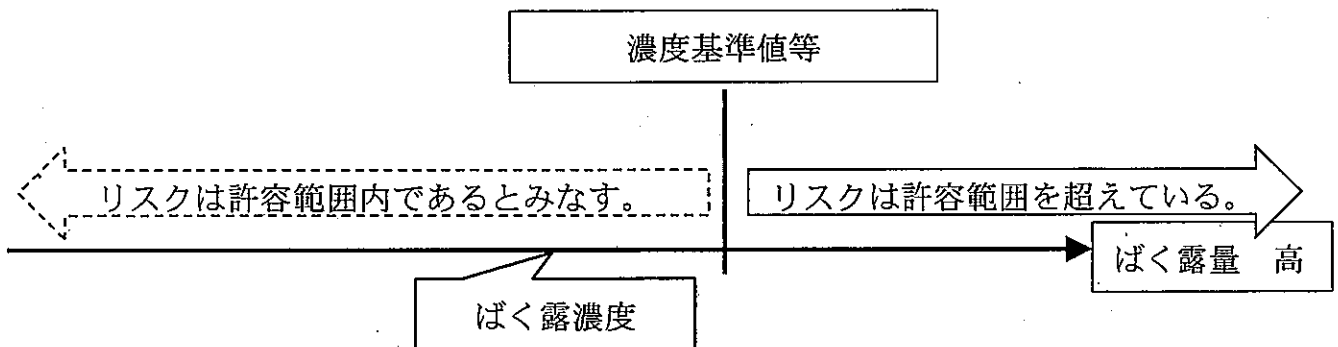 濃度基準値等
リスクは許容範囲内であるとみなす。
リスクは許容範囲を超えている。
ばく露量　高
ばく露濃度